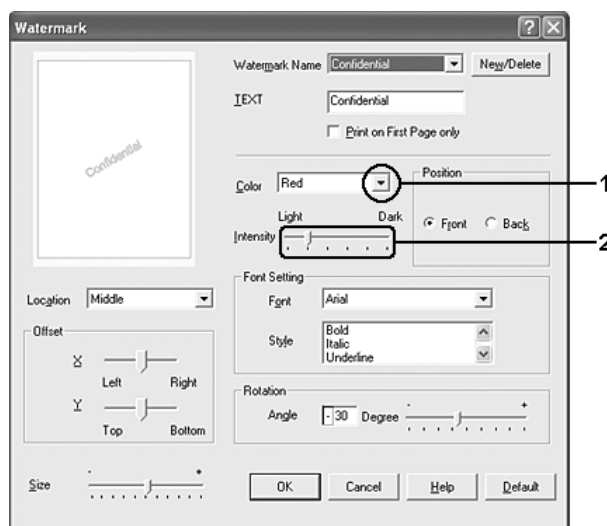 Watermark
Watermark Name Confidential New/Delete
TEXT Confidential
Print on First Page only
Confidential
Color Red 1
Position
Front Back
Light Dark
Intensity 2
Location Middle
Font Setting
Font Arial
Style Bold
Italic
Underline
Offset
X
Left Right
Y
Top Bottom
Rotation
Angle -30 Degree - +
Size - +
OK Cancel Help Default